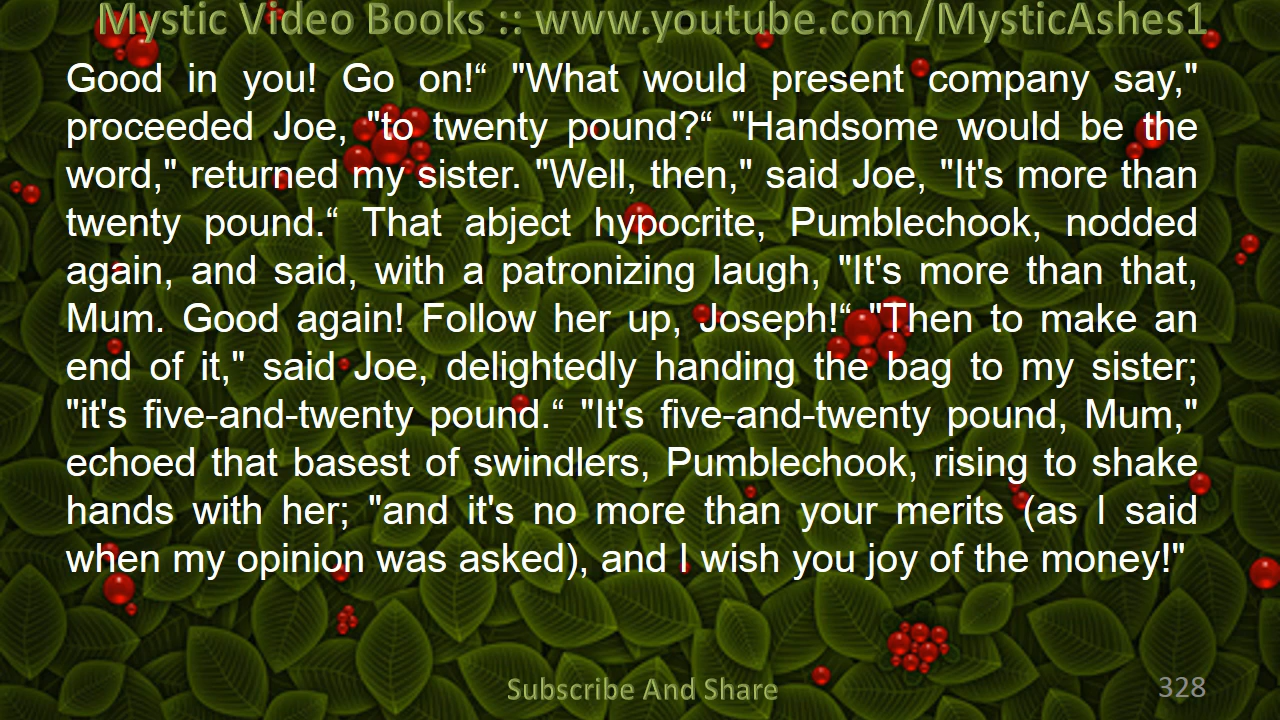 Mystic Video Books :: www.youtube.com/MysticAshes1
Good in you! Go on!“ "What would present company say,"
proceeded Joe, "to twenty pound?“ "Handsome would be the
word," returned my sister. "Well, then," said Joe, "It's more than
twenty pound.“ That abject hypocrite, Pumblechook, nodded
again, and said, with a patronizing laugh, "It's more than that,
Mum. Good again! Follow her up, Joseph!“ "Then to make an
end of it," said Joe, delightedly handing the bag to my sister;
"it's five-and-twenty pound.“ "It's five-and-twenty pound, Mum,"
echoed that basest of swindlers, Pumblechook, rising to shake
hands with her; "and it's no more than your merits (as I said
when my opinion was asked), and I wish you joy of the money!"
Subscribe And Share
328